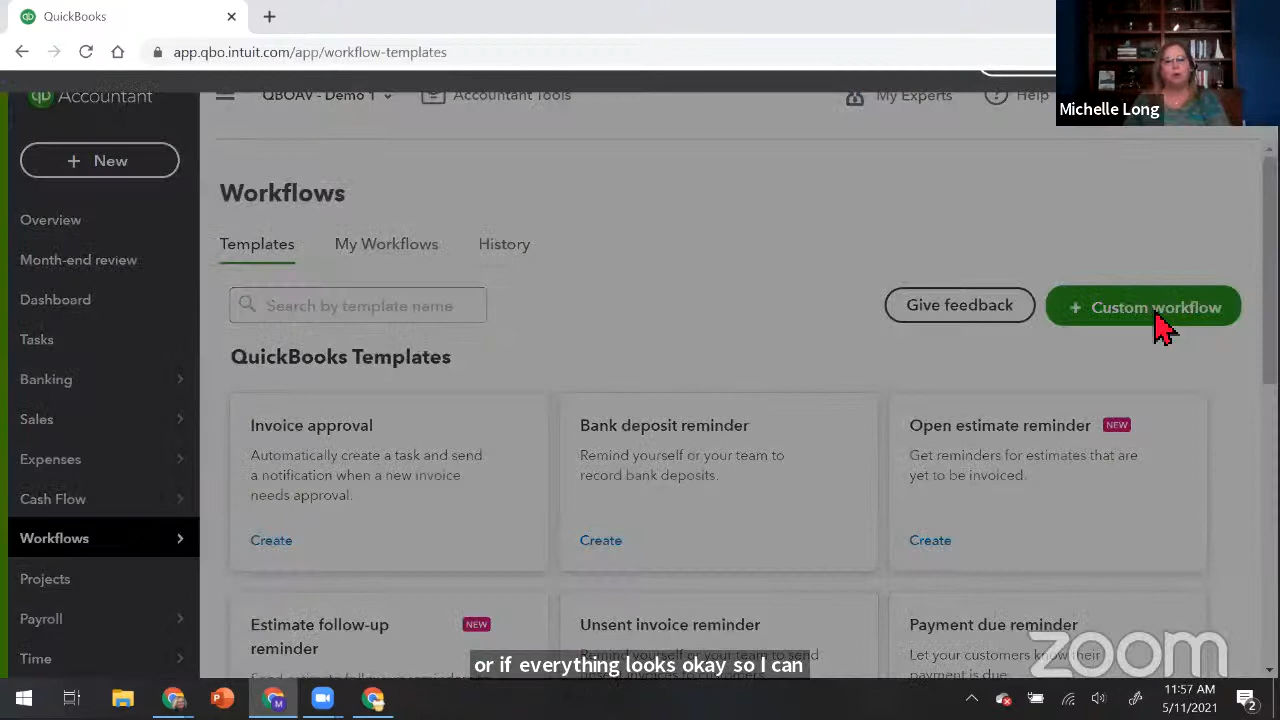 QuickBooks
app.qbo.intuit.com/app/workflow-templates
Michelle Long
qb Accountant
QBOAV - Demo 1
Accountant Tools
My Experts
Help
+ New
Overview
Month-end review
Dashboard
Tasks
Banking
Sales
Expenses
Cash Flow
Workflows
Projects
Payroll
Time
Workflows
Templates
My Workflows
History
Search by template name
Give feedback
+ Custom workflow
QuickBooks Templates
Invoice approval
Automatically create a task and send
a notification when a new invoice
needs approval.
Create
Bank deposit reminder
Remind yourself or your team to
record bank deposits.
Create
Open estimate reminder NEW
Get reminders for estimates that are
yet to be invoiced.
Create
Estimate follow-up NEW
reminder
Unsent invoice reminder
Remind yourself or your team to send
unsent invoices to customers.
Payment due reminder
Let your customers know their
payment is due.
or if everything looks okay so I can
zoom
11:57 AM
5/11/2021
2